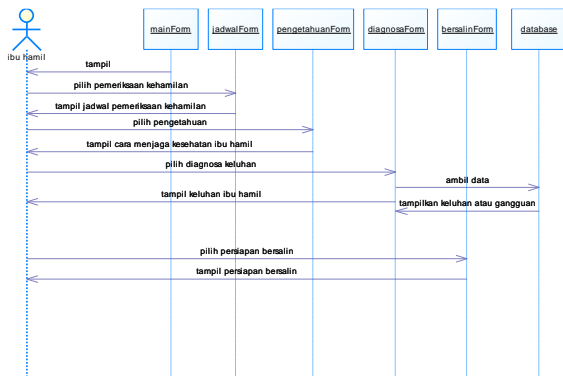 mainForm
jadwalForm
pengetahuanForm
diagnosaForm
bersalinForm
database
ibu hamil
tampil
pilih pemeriksaan kehamilan
tampil jadwal pemeriksaan kehamilan
pilih pengetahuan
tampil cara menjaga kesehatan ibu hamil
pilih diagnosa keluhan
ambil data
tampil keluhan ibu hamil
tampilkan keluhan atau gangguan
pilih persiapan bersalin
tampil persiapan bersalin